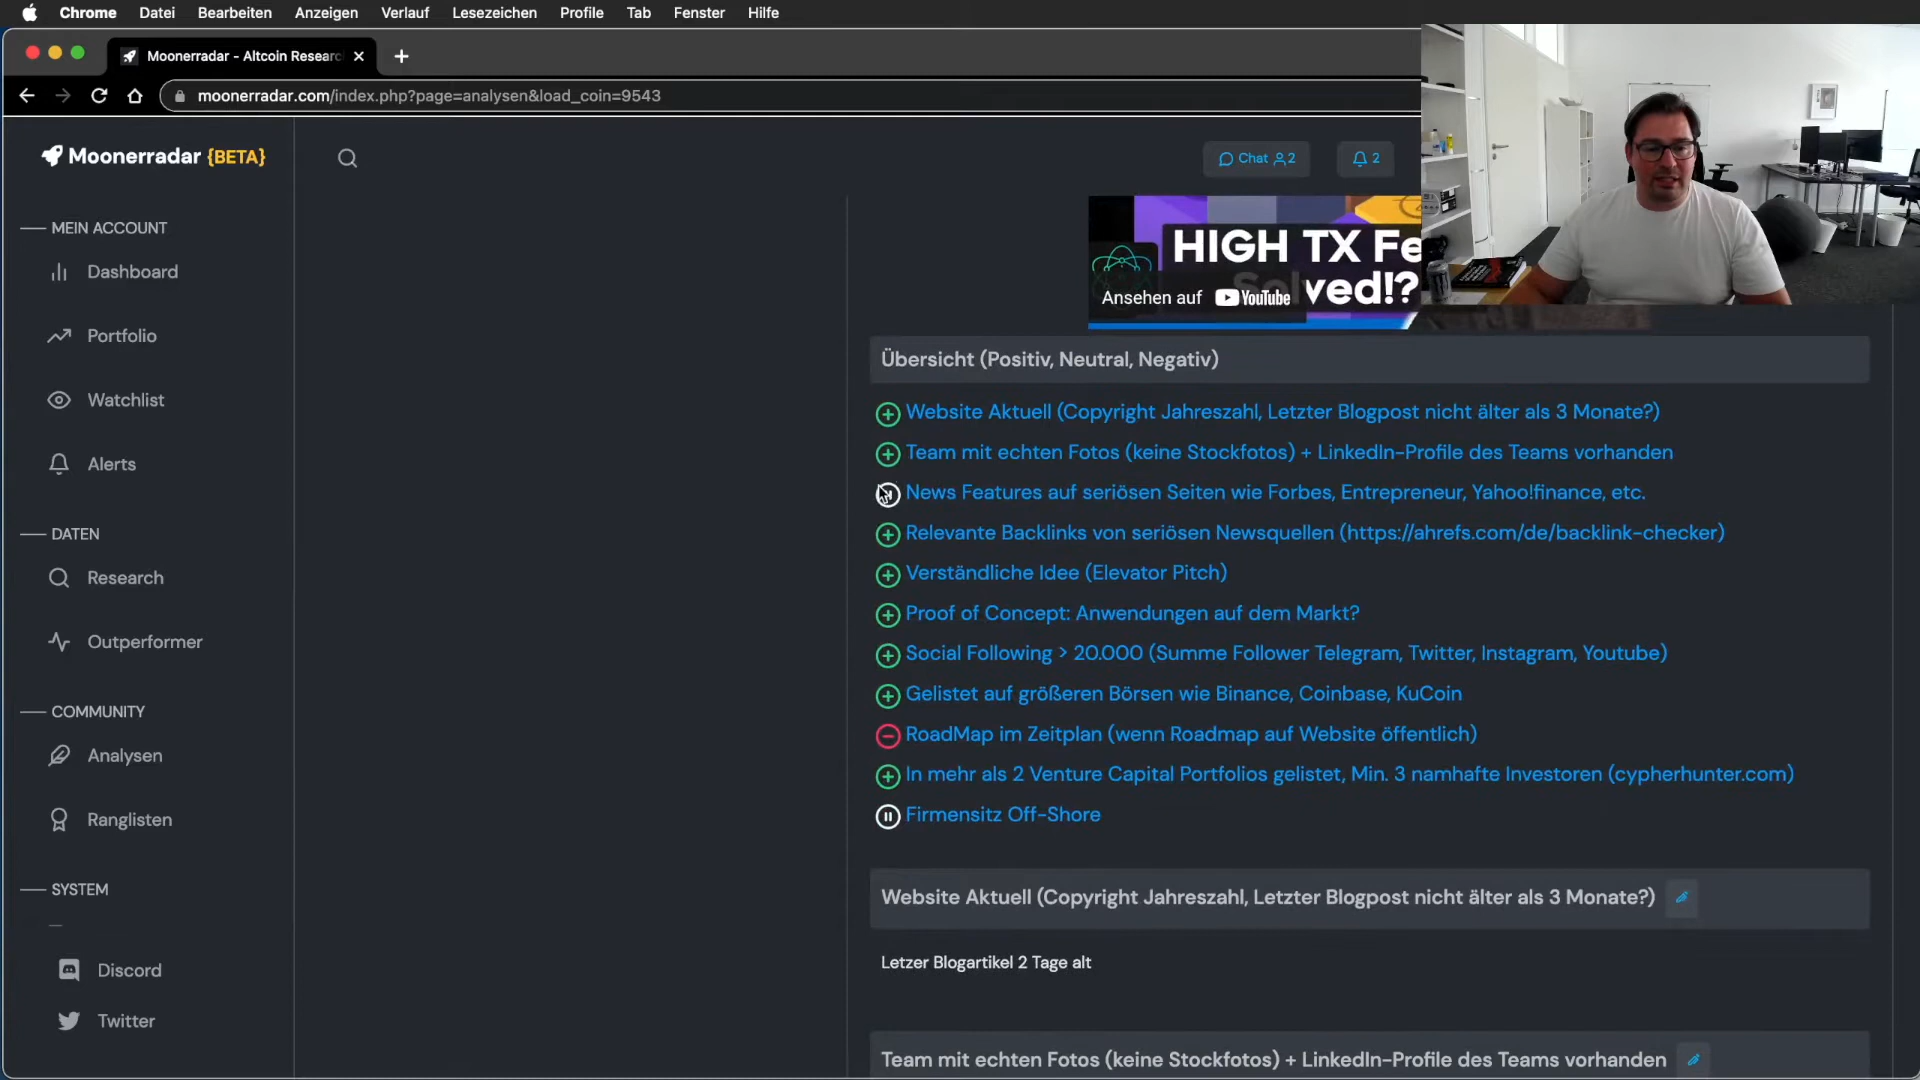 Chrome Datei Bearbeiten Anzeigen Verlauf Lesezeichen Profile Tab Fenster Hilfe
Moonerradar - Altcoin Researc
moonerradar.com/index.php?page=analysen&load_coin=9543
Moonerradar {BETA}
Chat 2
2
MEIN ACCOUNT
Dashboard
Portfolio
Watchlist
Alerts
DATEN
Research
Outperformer
COMMUNITY
Analysen
Ranglisten
SYSTEM
Discord
Twitter
HIGH TX Fe
Solved!?
Ansehen auf YouTube
Übersicht (Positiv, Neutral, Negativ)
Website Aktuell (Copyright Jahreszahl, Letzter Blogpost nicht älter als 3 Monate?)
Team mit echten Fotos (keine Stockfotos) + LinkedIn-Profile des Teams vorhanden
News Features auf seriösen Seiten wie Forbes, Entrepreneur, Yahoo!finance, etc.
Relevante Backlinks von seriösen Newsquellen (https://ahrefs.com/de/backlink-checker)
Verständliche Idee (Elevator Pitch)
Proof of Concept: Anwendungen auf dem Markt?
Social Following > 20.000 (Summe Follower Telegram, Twitter, Instagram, Youtube)
Gelistet auf größeren Börsen wie Binance, Coinbase, KuCoin
RoadMap im Zeitplan (wenn Roadmap auf Website öffentlich)
In mehr als 2 Venture Capital Portfolios gelistet, Min. 3 namhafte Investoren (cypherhunter.com)
Firmensitz Off-Shore
Website Aktuell (Copyright Jahreszahl, Letzter Blogpost nicht älter als 3 Monate?)
Letzer Blogartikel 2 Tage alt
Team mit echten Fotos (keine Stockfotos) + LinkedIn-Profile des Teams vorhanden